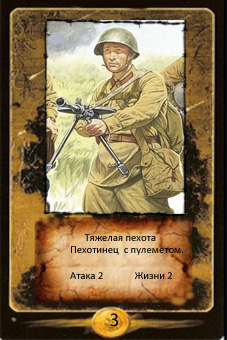 Тяжелая пехота
Пехотинец с пулеметом.
Атака 2 Жизни 2
3